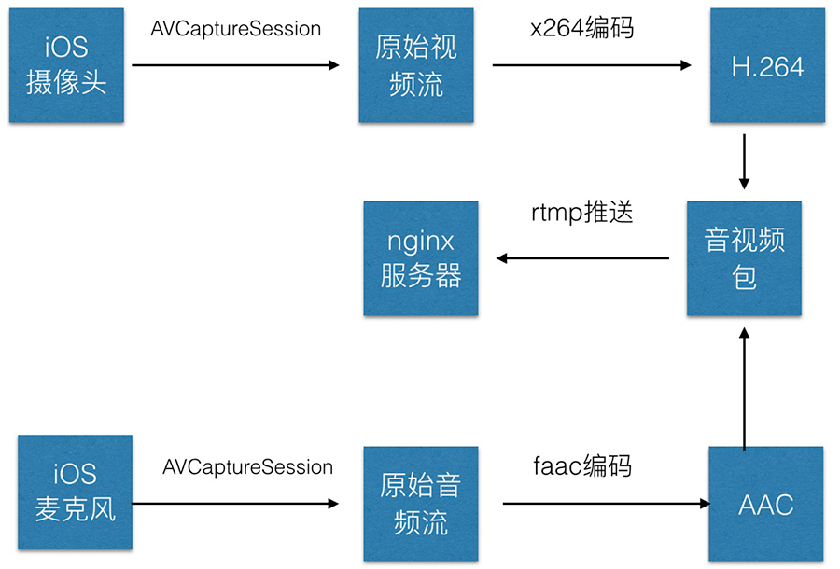 iOS
摄像头
AVCaptureSession
原始视
频流
x264编码
H.264
nginx
服务器
rtmp推送
音视频
包
iOS
麦克风
AVCaptureSession
原始音
频流
faac编码
AAC